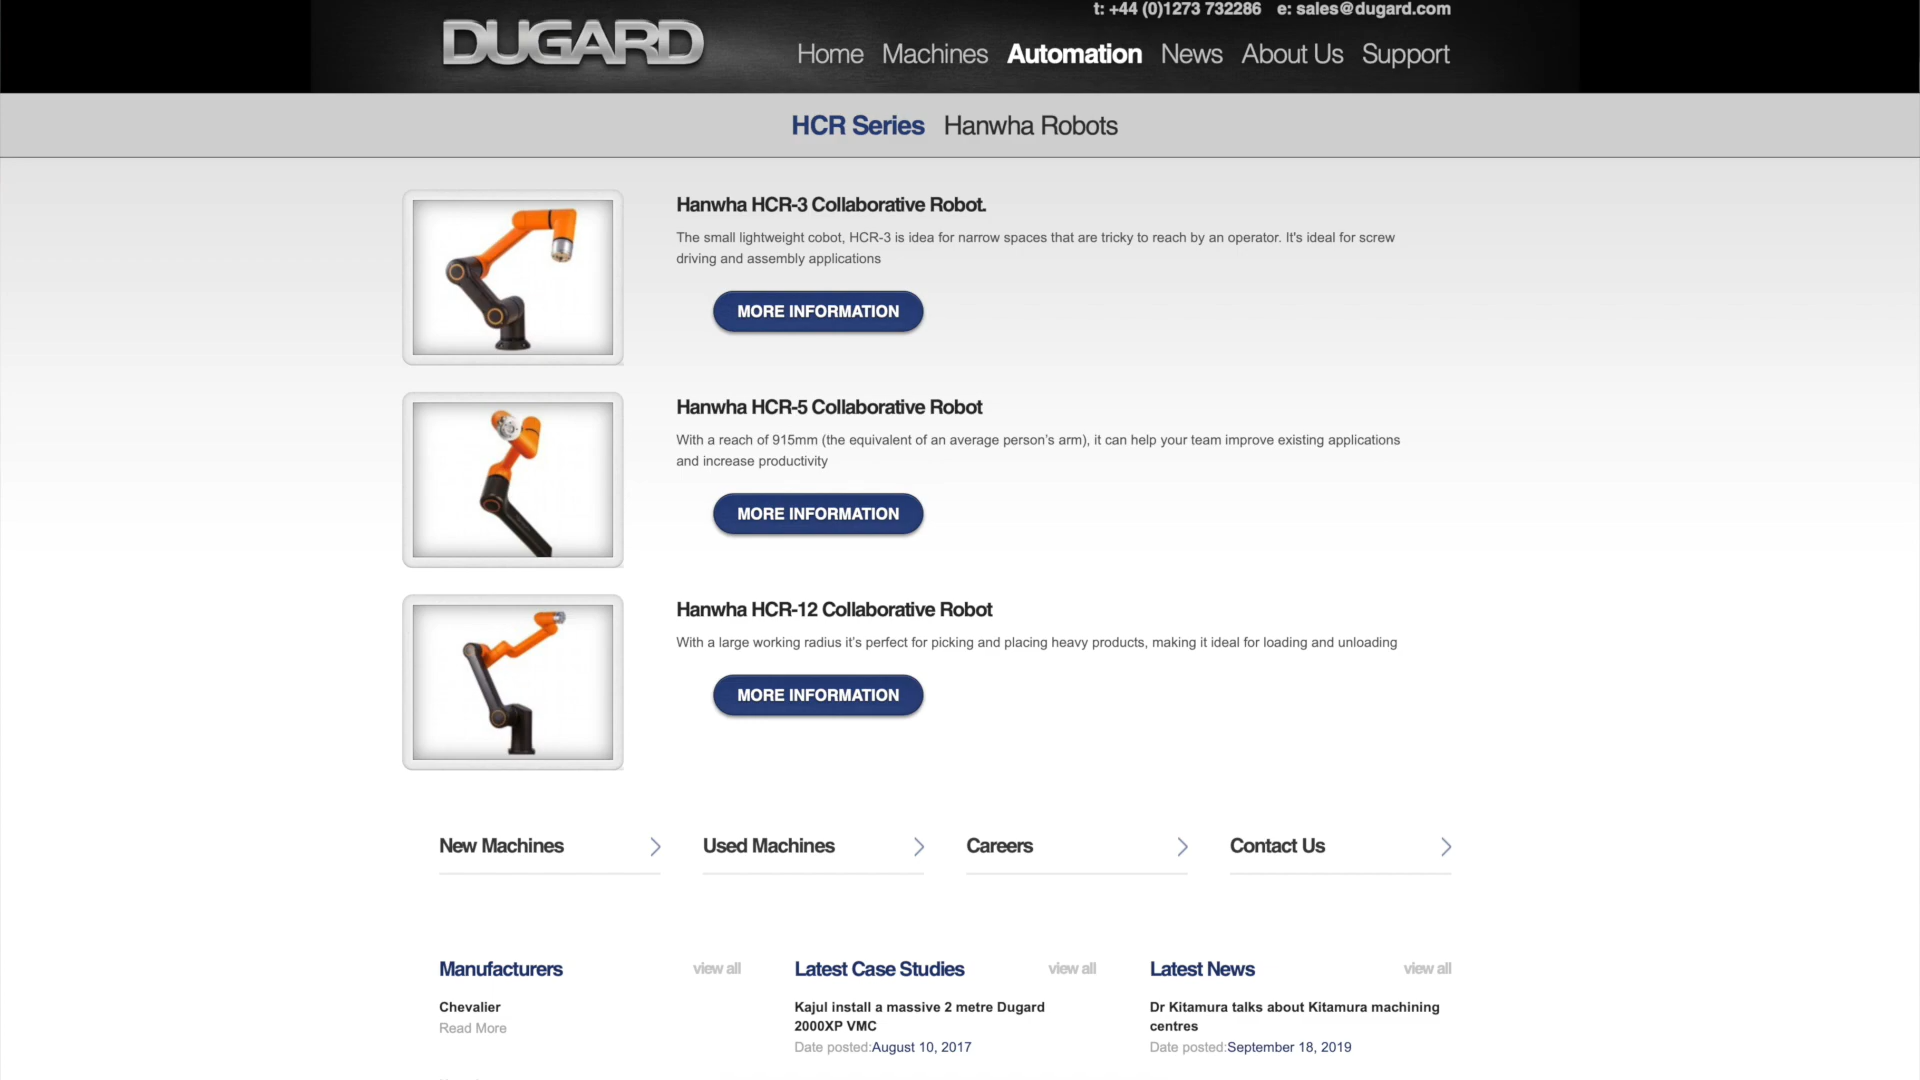 t: +44 (0)1273 732286 e: sales@dugard.com
DUGARD
Home Machines Automation News About Us Support
HCR Series Hanwha Robots
Hanwha HCR-3 Collaborative Robot.
The small lightweight cobot, HCR-3 is idea for narrow spaces that are tricky to reach by an operator. It's ideal for screw
driving and assembly applications
MORE INFORMATION
Hanwha HCR-5 Collaborative Robot
With a reach of 915mm (the equivalent of an average person's arm), it can help your team improve existing applications
and increase productivity
MORE INFORMATION
Hanwha HCR-12 Collaborative Robot
With a large working radius it's perfect for picking and placing heavy products, making it ideal for loading and unloading
MORE INFORMATION
New Machines
Used Machines
Careers
Contact Us
Manufacturers view all
Chevalier
Read More
Latest Case Studies view all
Kajul install a massive 2 metre Dugard
2000XP VMC
Date posted:August 10, 2017
Latest News view all
Dr Kitamura talks about Kitamura machining
centres
Date posted:September 18, 2019